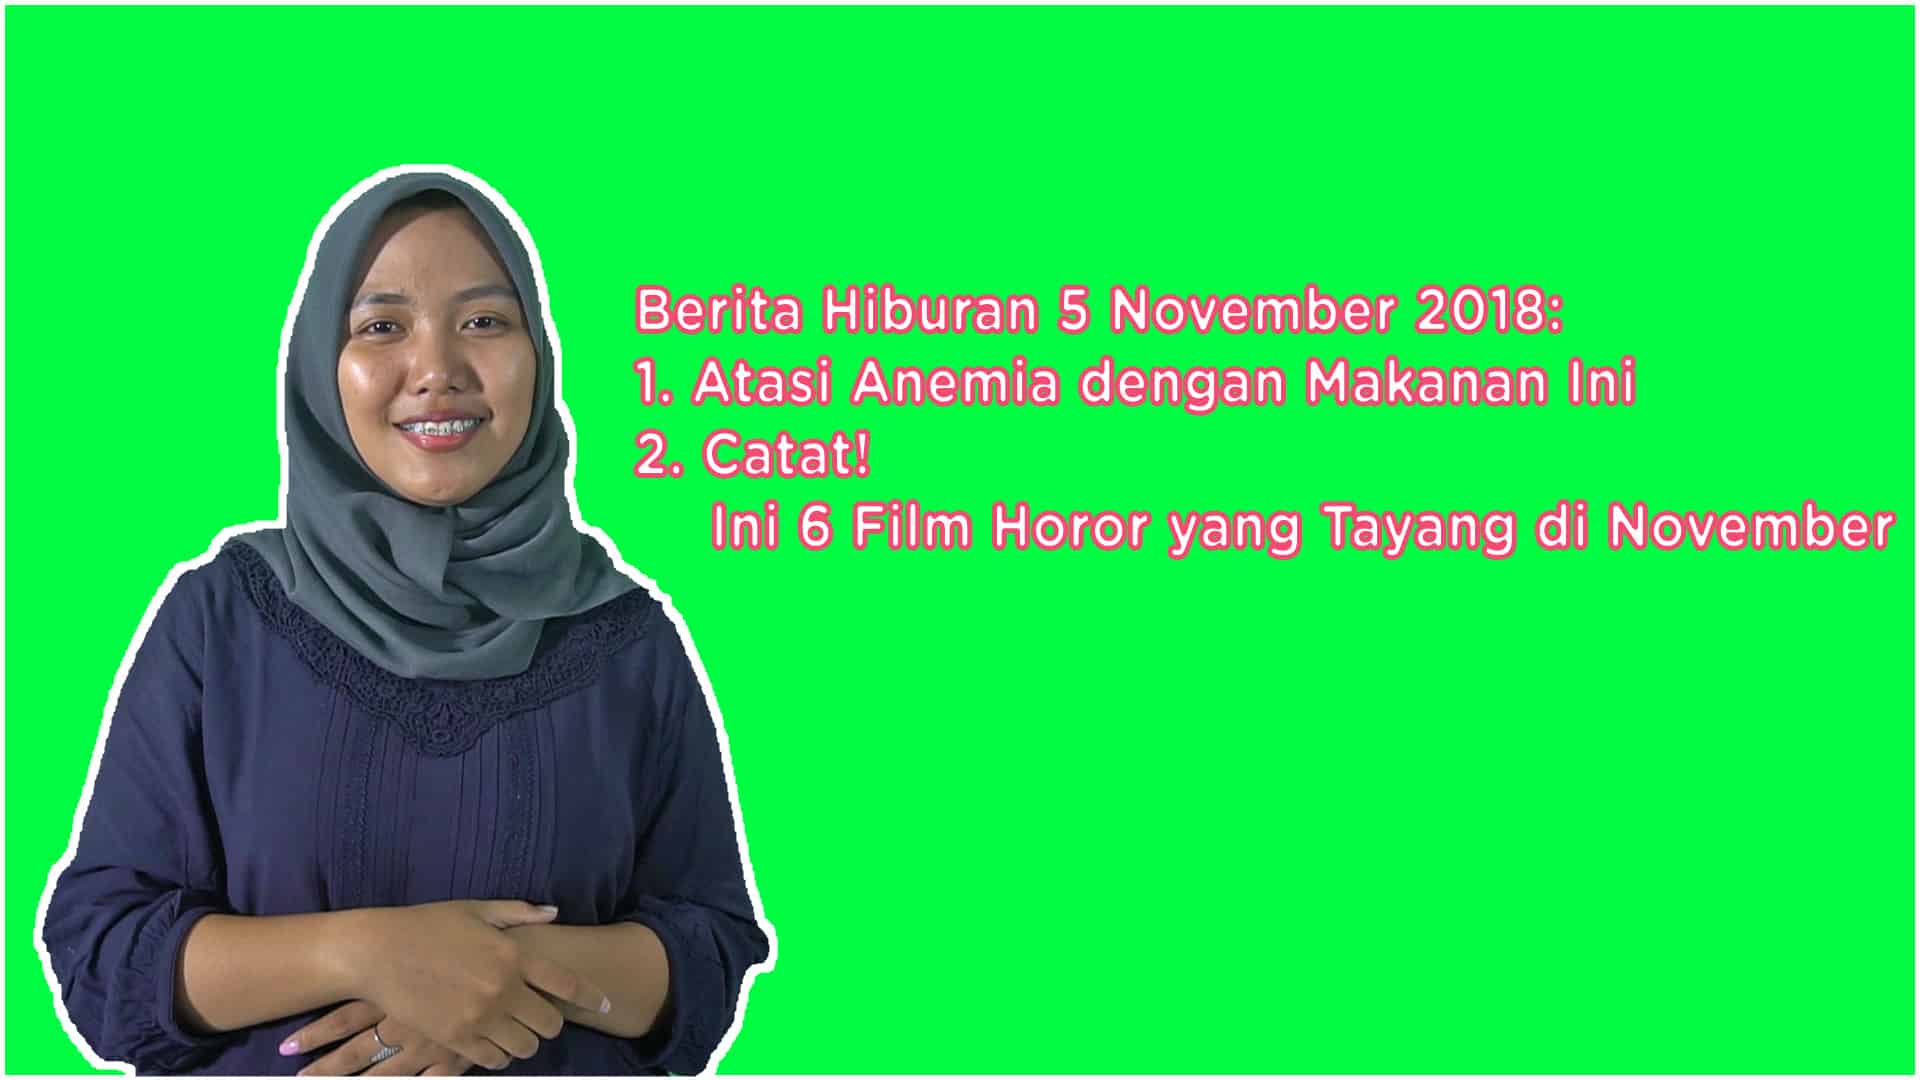 Berita Hiburan 5 November 2018:
1. Atasi Anemia dengan Makanan Ini
2. Catat!
Ini 6 Film Horor yang Tayang di November